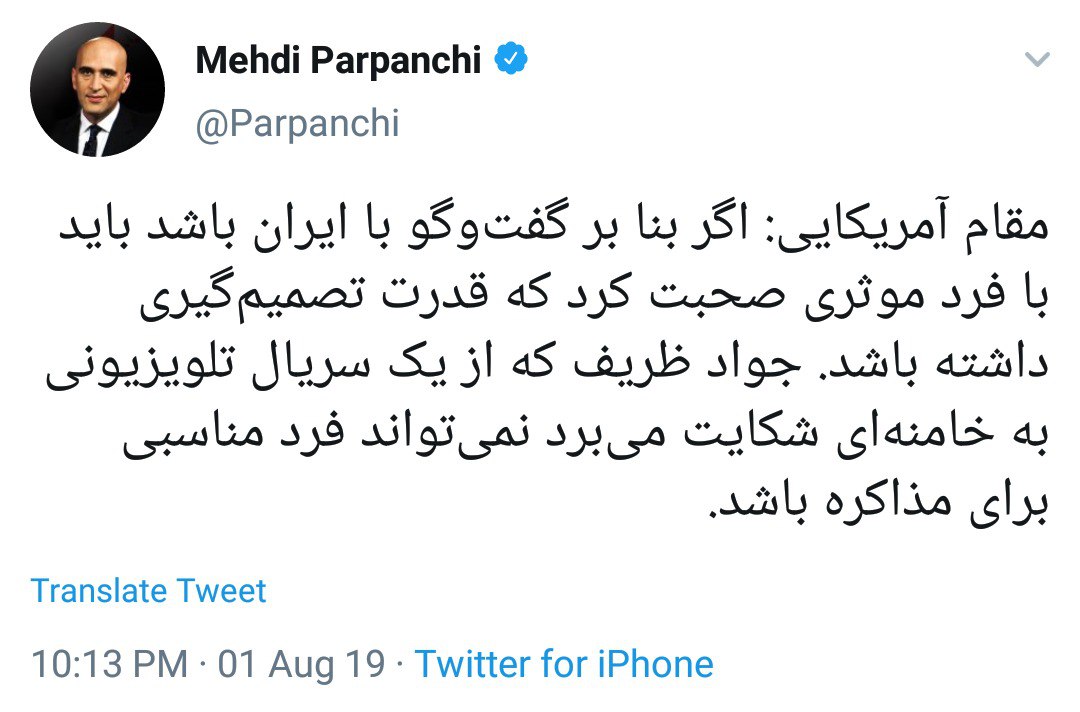 Mehdi Parpanchi
@Parpanchi
مقام آمریکایی: اگر بنا بر گفت‌وگو با ایران باشد باید
با فرد موثری صحبت کرد که قدرت تصمیم‌گیری
داشته باشد. جواد ظریف که از یک سریال تلویزیونی
به خامنه‌ای شکایت می‌برد نمی‌تواند فرد مناسبی
برای مذاکره باشد.
Translate Tweet
10:13 PM · 01 Aug 19 · Twitter for iPhone